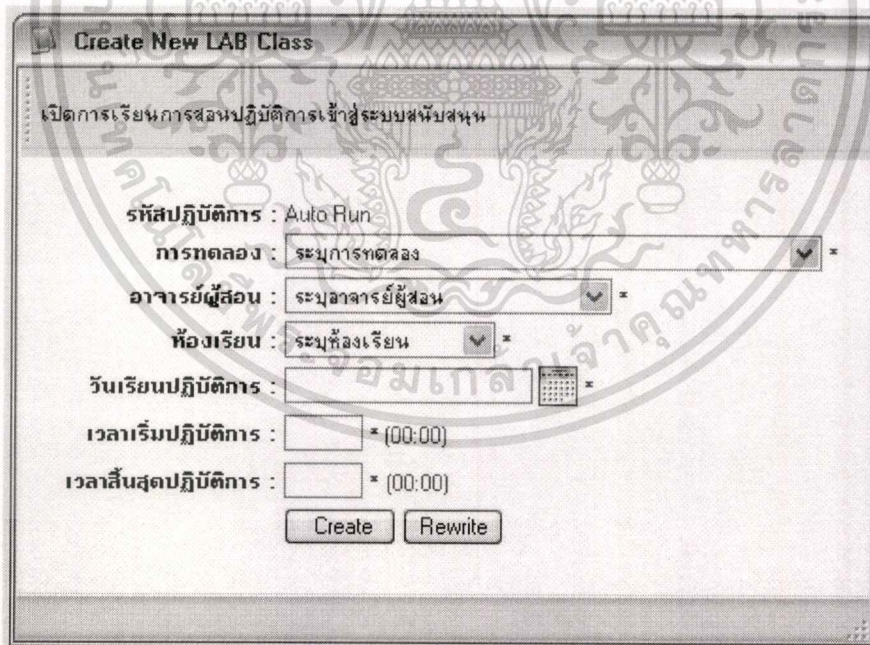 Create New LAB Class
เปิดการเรียนการสอนปฏิบัติการเข้าสู่ระบบสนับสนุน
รหัสปฏิบัติการ : Auto Run
การทดลอง : ระบุการทดลอง *
อาจารย์ผู้สอน : ระบุอาจารย์ผู้สอน *
ห้องเรียน : ระบุห้องเรียน *
วันเรียนปฏิบัติการ : *
เวลาเริ่มปฏิบัติการ : * (00:00)
เวลาสิ้นสุดปฏิบัติการ : * (00:00)
Create Rewrite